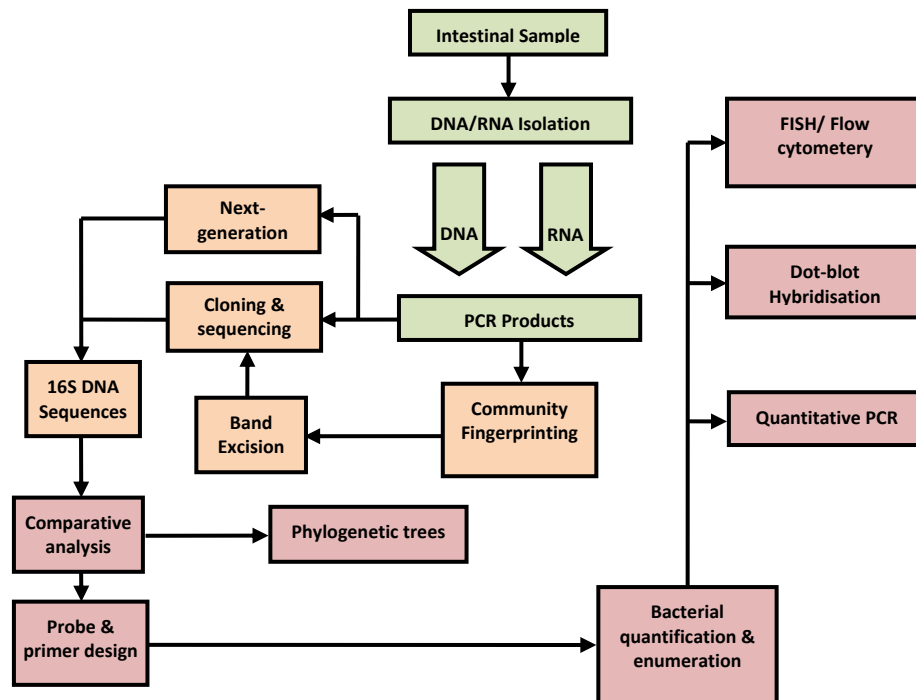 Intestinal Sample
DNA/RNA Isolation
DNA
RNA
PCR Products
Next-
generation
Cloning &
sequencing
16S DNA
Sequences
Band
Excision
Community
Fingerprinting
Comparative
analysis
Phylogenetic trees
Probe &
primer design
Bacterial
quantification &
enumeration
FISH/ Flow
cytometery
Dot-blot
Hybridisation
Quantitative PCR